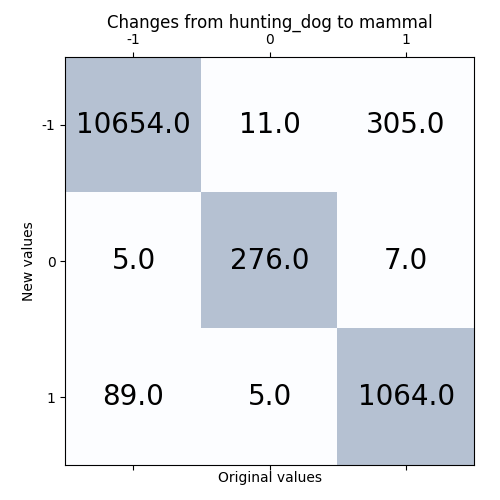 Changes from hunting_dog to mammal
-1 0 1
-1 10654.0 11.0 305.0
0 5.0 276.0 7.0
1 89.0 5.0 1064.0
New values
Original values